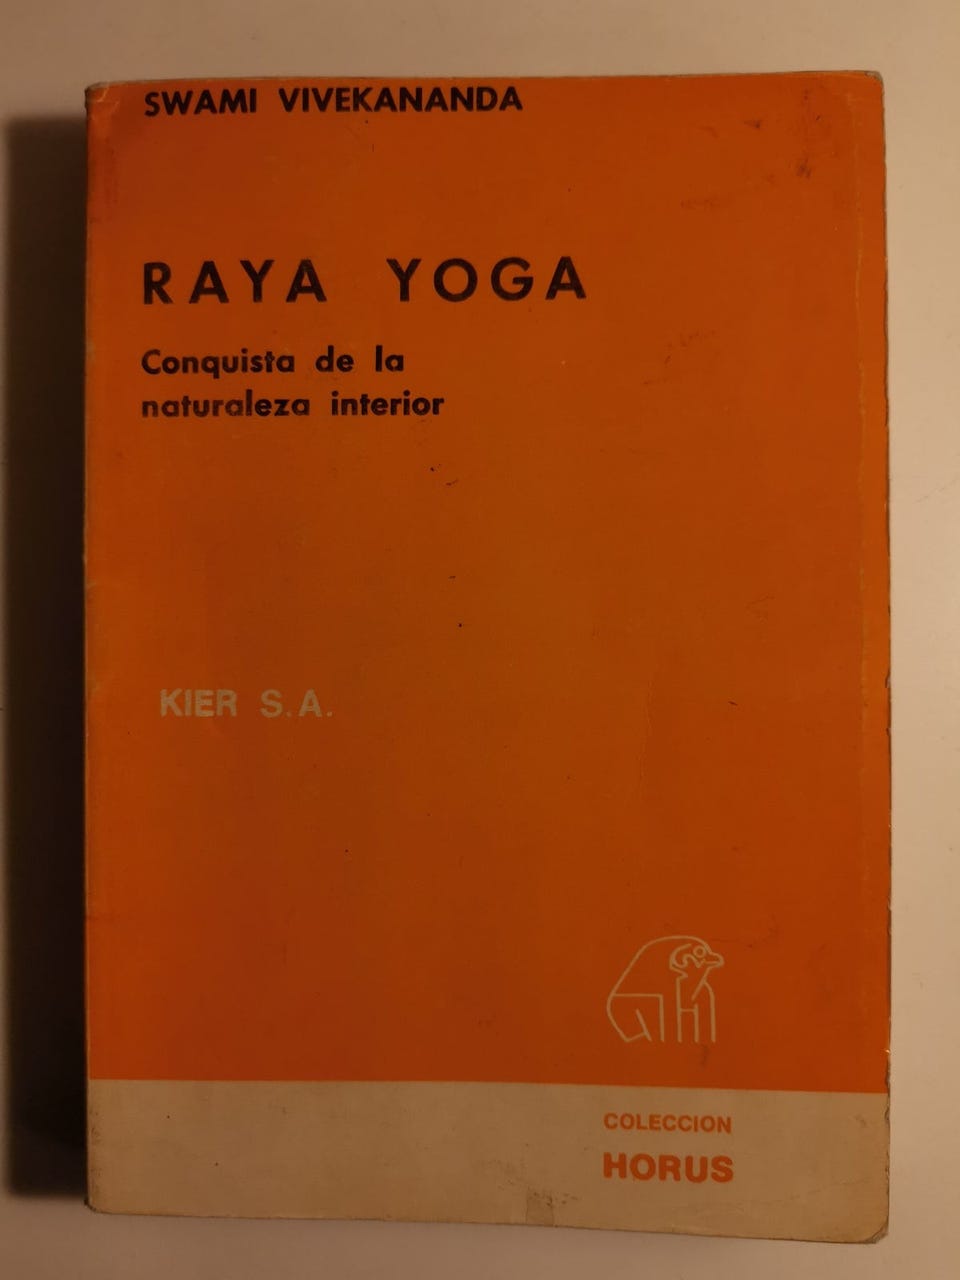 SWAMI VIVEKANANDA
RAYA YOGA
Conquista de la
naturaleza interior
KIER S.A.
COLECCION
HORUS